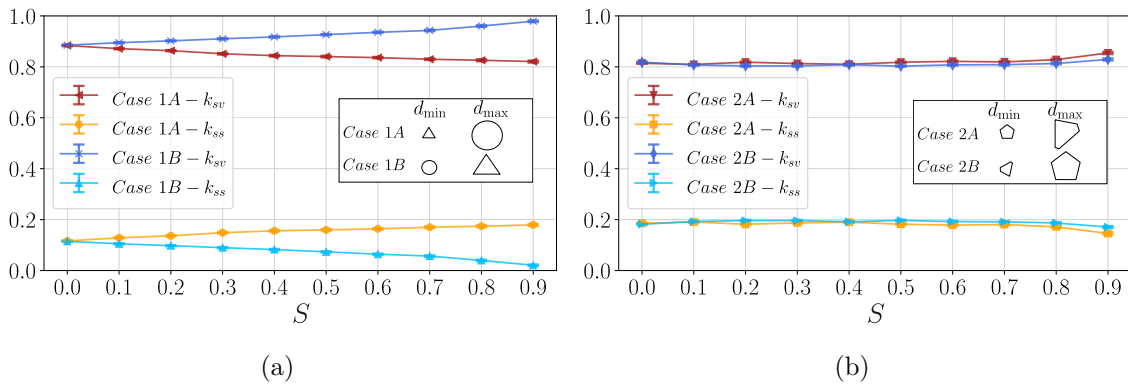 1.0
0.8
0.6
0.4
0.2
0.0
Case 1A − k_sv
Case 1A − k_ss
Case 1B − k_sv
Case 1B − k_ss
d_min d_max
Case 1A
Case 1B
0.0 0.1 0.2 0.3 0.4 0.5 0.6 0.7 0.8 0.9
S
(a)
1.0
0.8
0.6
0.4
0.2
0.0
Case 2A − k_sv
Case 2A − k_ss
Case 2B − k_sv
Case 2B − k_ss
d_min d_max
Case 2A
Case 2B
0.0 0.1 0.2 0.3 0.4 0.5 0.6 0.7 0.8 0.9
S
(b)